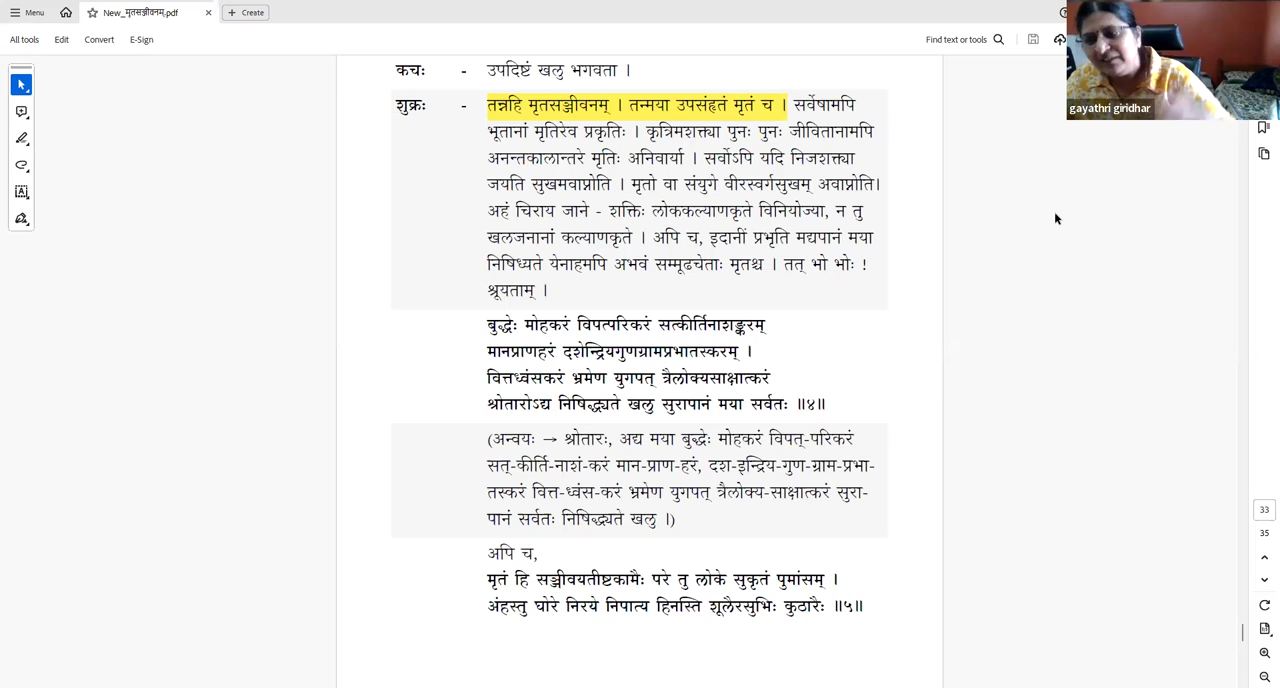 Menu
New_मृतसञ्जीवनम्.pdf
Create
All tools Edit Convert E-Sign
Find text or tools
gayathri giridhar
कचः - उपदिष्टं खलु भगवता ।
शुक्रः - तन्नहि मृतसञ्जीवनम् । तन्मया उपसंहृतं मृतं च । सर्वेषामपि
भूतानां मृतिरेव प्रकृतिः । कृत्रिमशक्त्या पुनः पुनः जीवितानामपि
अनन्तकालान्तरे मृतिः अनिवार्या । सर्वोऽपि यदि निजशक्त्या
जयति सुखमवाप्नोति । मृतो वा संयुगे वीरस्वर्गसुखम् अवाप्नोति।
अहं चिराय जाने - शक्तिः लोककल्याणकृते विनियोज्या, न तु
खलजनानां कल्याणकृते । अपि च, इदानीं प्रभृति मद्यपानं मया
निषिध्यते येनाहमपि अभवं सम्मूढचेताः मृतश्च । तत् भो भोः !
श्रूयताम् ।
बुद्धेः मोहकरं विपत्परिकरं सत्कीर्तिनाशङ्करम्
मानप्राणहरं दशेन्द्रियगुणग्रामप्रभातस्करम् ।
वित्तध्वंसकरं भ्रमेण युगपत् त्रैलोक्यसाक्षात्करं
श्रोतारोऽद्य निषिद्ध्यते खलु सुरापानं मया सर्वतः ॥४॥
(अन्वयः → श्रोतारः, अद्य मया बुद्धेः मोहकरं विपत्-परिकरं
सत्-कीर्ति-नाशं-करं मान-प्राण-हरं, दश-इन्द्रिय-गुण-ग्राम-प्रभा-
तस्करं वित्त-ध्वंस-करं भ्रमेण युगपत् त्रैलोक्य-साक्षात्करं सुरा-
पानं सर्वतः निषिद्ध्यते खलु ।)
अपि च,
मृतं हि सञ्जीवयतीष्टकामैः परे तु लोके सुकृतं पुमांसम् ।
अंहस्तु घोरे निरये निपात्य हिनस्ति शूलैरसुभिः कुठारैः ॥५॥
33
35